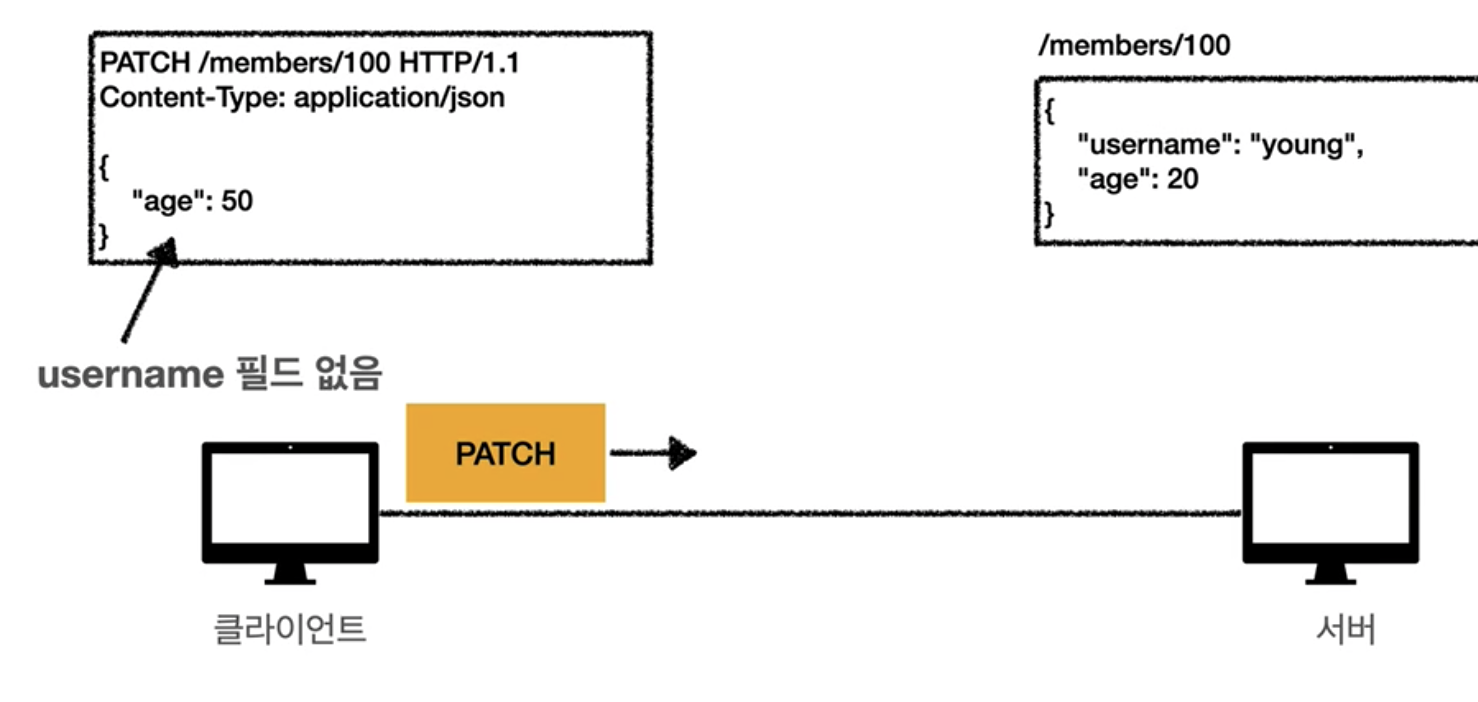 PATCH /members/100 HTTP/1.1
Content-Type: application/json
{
"age": 50
}
username 필드 없음
/members/100
{
"username": "young",
"age": 20
}
PATCH
클라이언트
서버